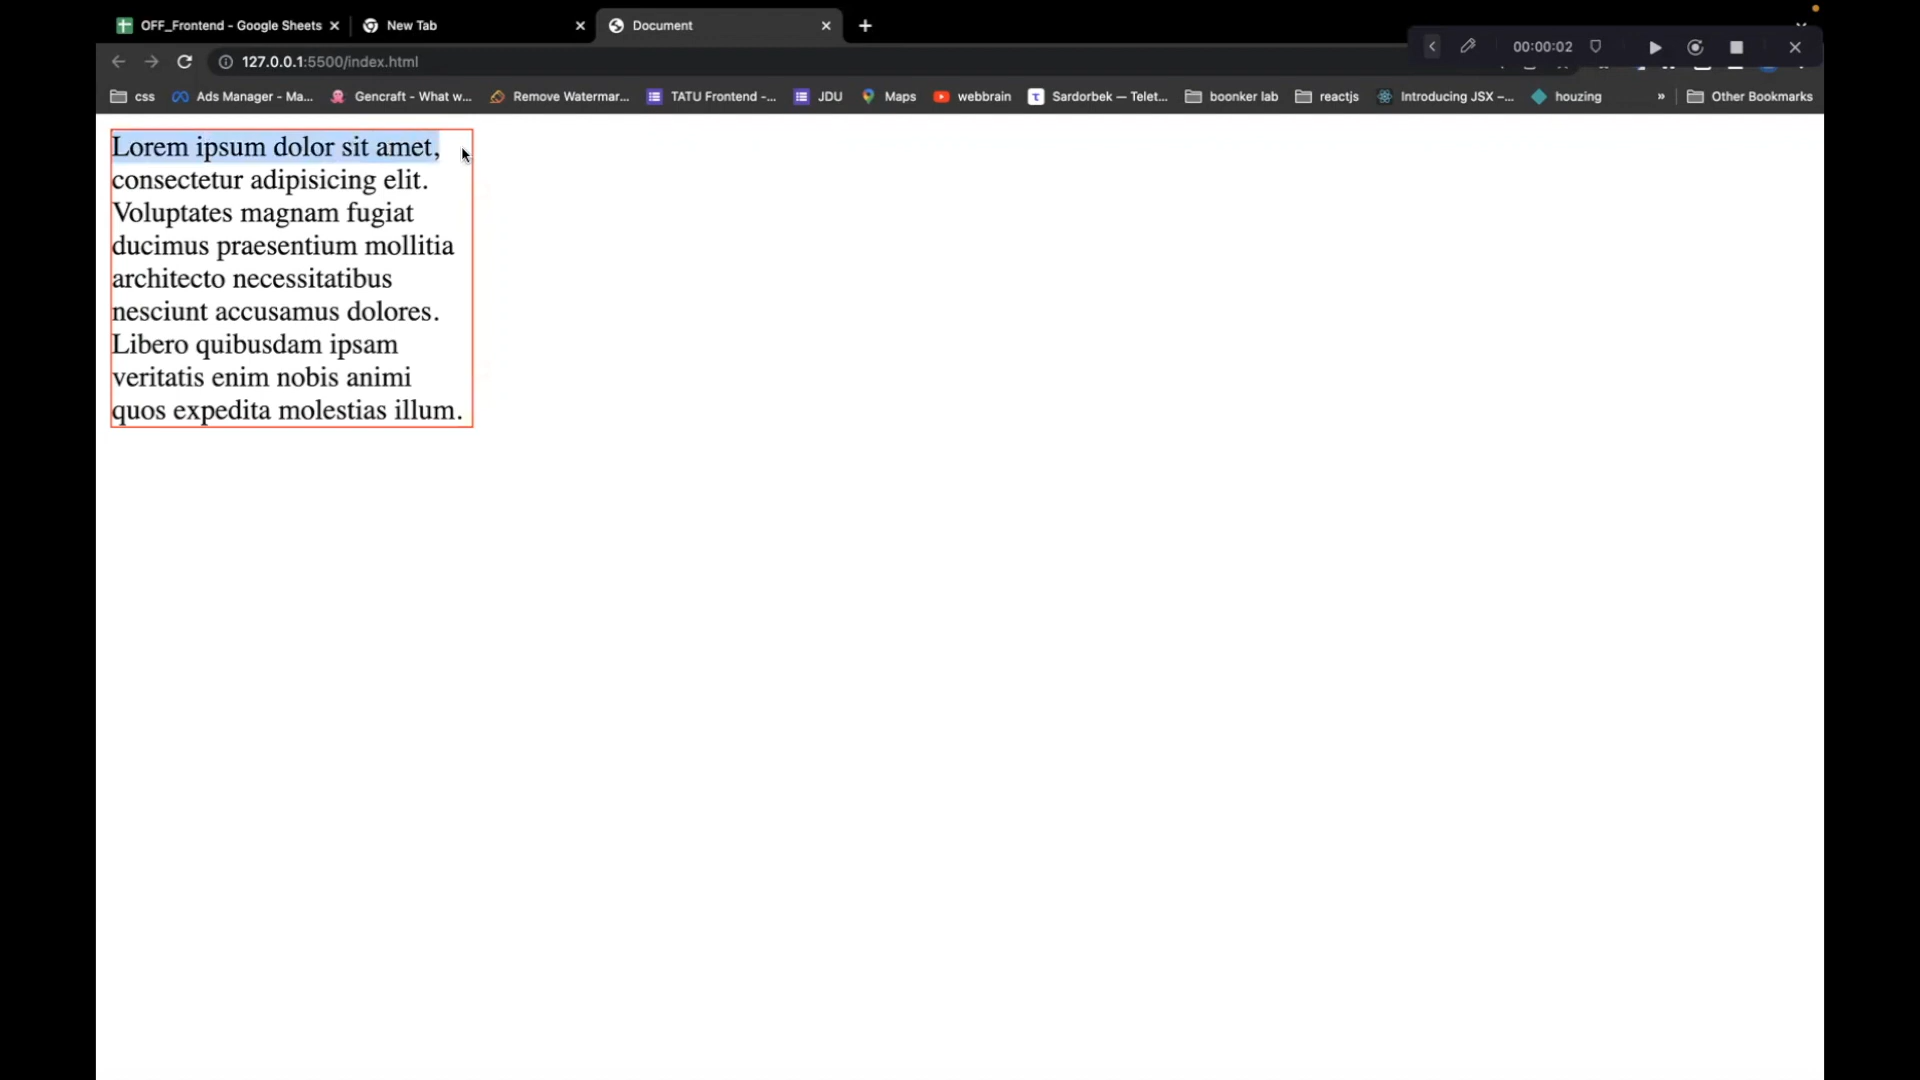 OFF_Frontend - Google Sheets
New Tab
Document
127.0.0.1:5500/index.html
00:00:02
css
Ads Manager - Ma...
Gencraft - What w...
Remove Watermar...
TATU Frontend -...
JDU
Maps
webbrain
Sardorbek — Telet...
boonker lab
reactjs
Introducing JSX –...
houzing
»
Other Bookmarks
Lorem ipsum dolor sit amet,
consectetur adipisicing elit.
Voluptates magnam fugiat
ducimus praesentium mollitia
architecto necessitatibus
nesciunt accusamus dolores.
Libero quibusdam ipsam
veritatis enim nobis animi
quos expedita molestias illum.